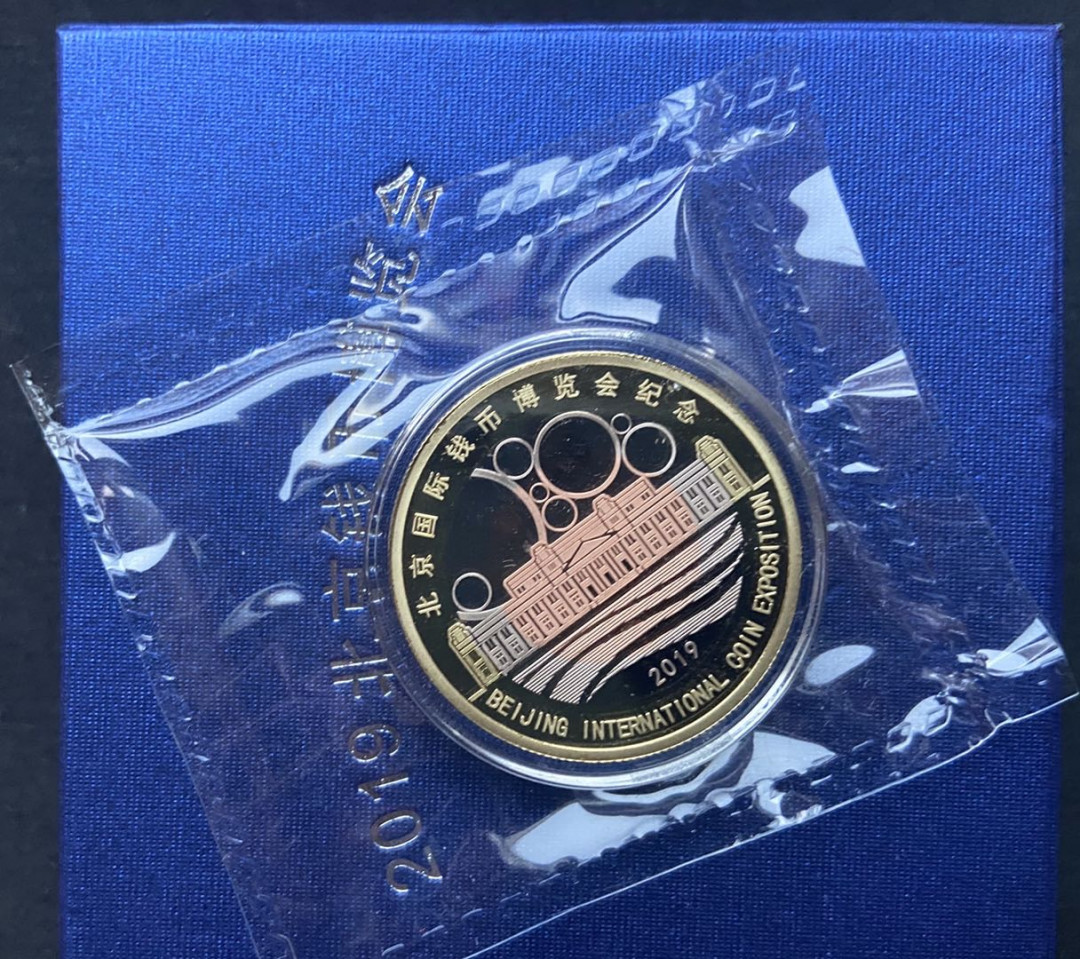 北京国际钱币博览会纪念
2019
BEIJING INTERNATIONAL COIN EXPOSITION
2019北京钱币博览会